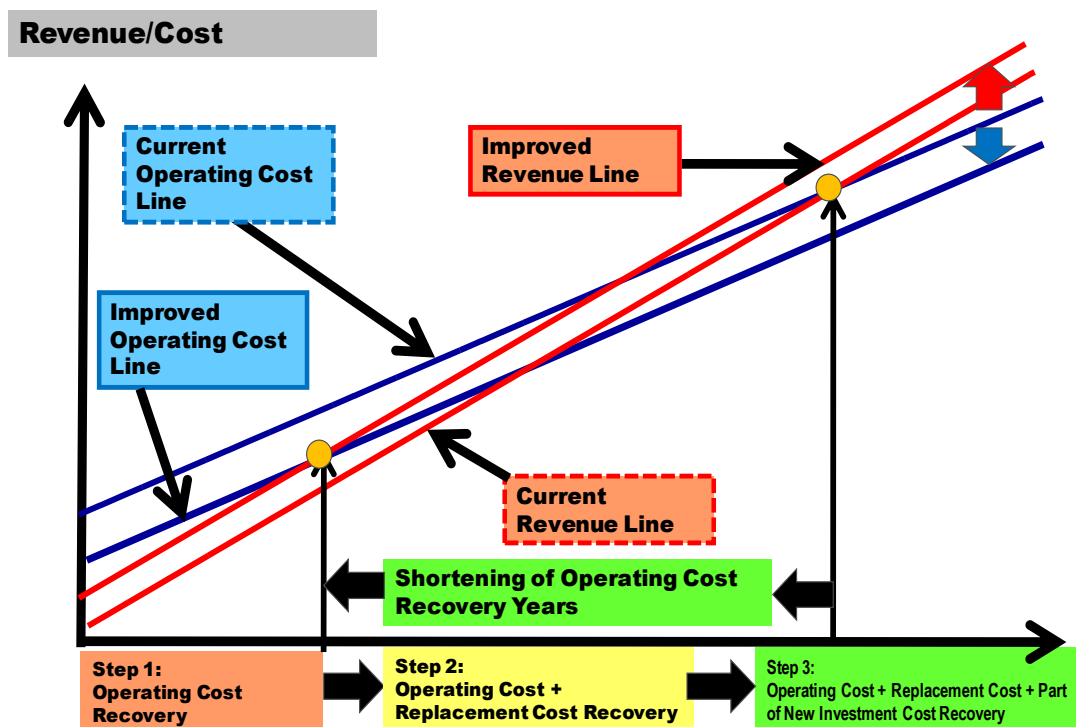 Revenue/Cost
Current
Operating Cost
Line
Improved
Revenue Line
Improved
Operating Cost
Line
Current
Revenue Line
Shortening of Operating Cost
Recovery Years
Step 1:
Operating Cost
Recovery
Step 2:
Operating Cost +
Replacement Cost Recovery
Step 3:
Operating Cost + Replacement Cost + Part
of New Investment Cost Recovery